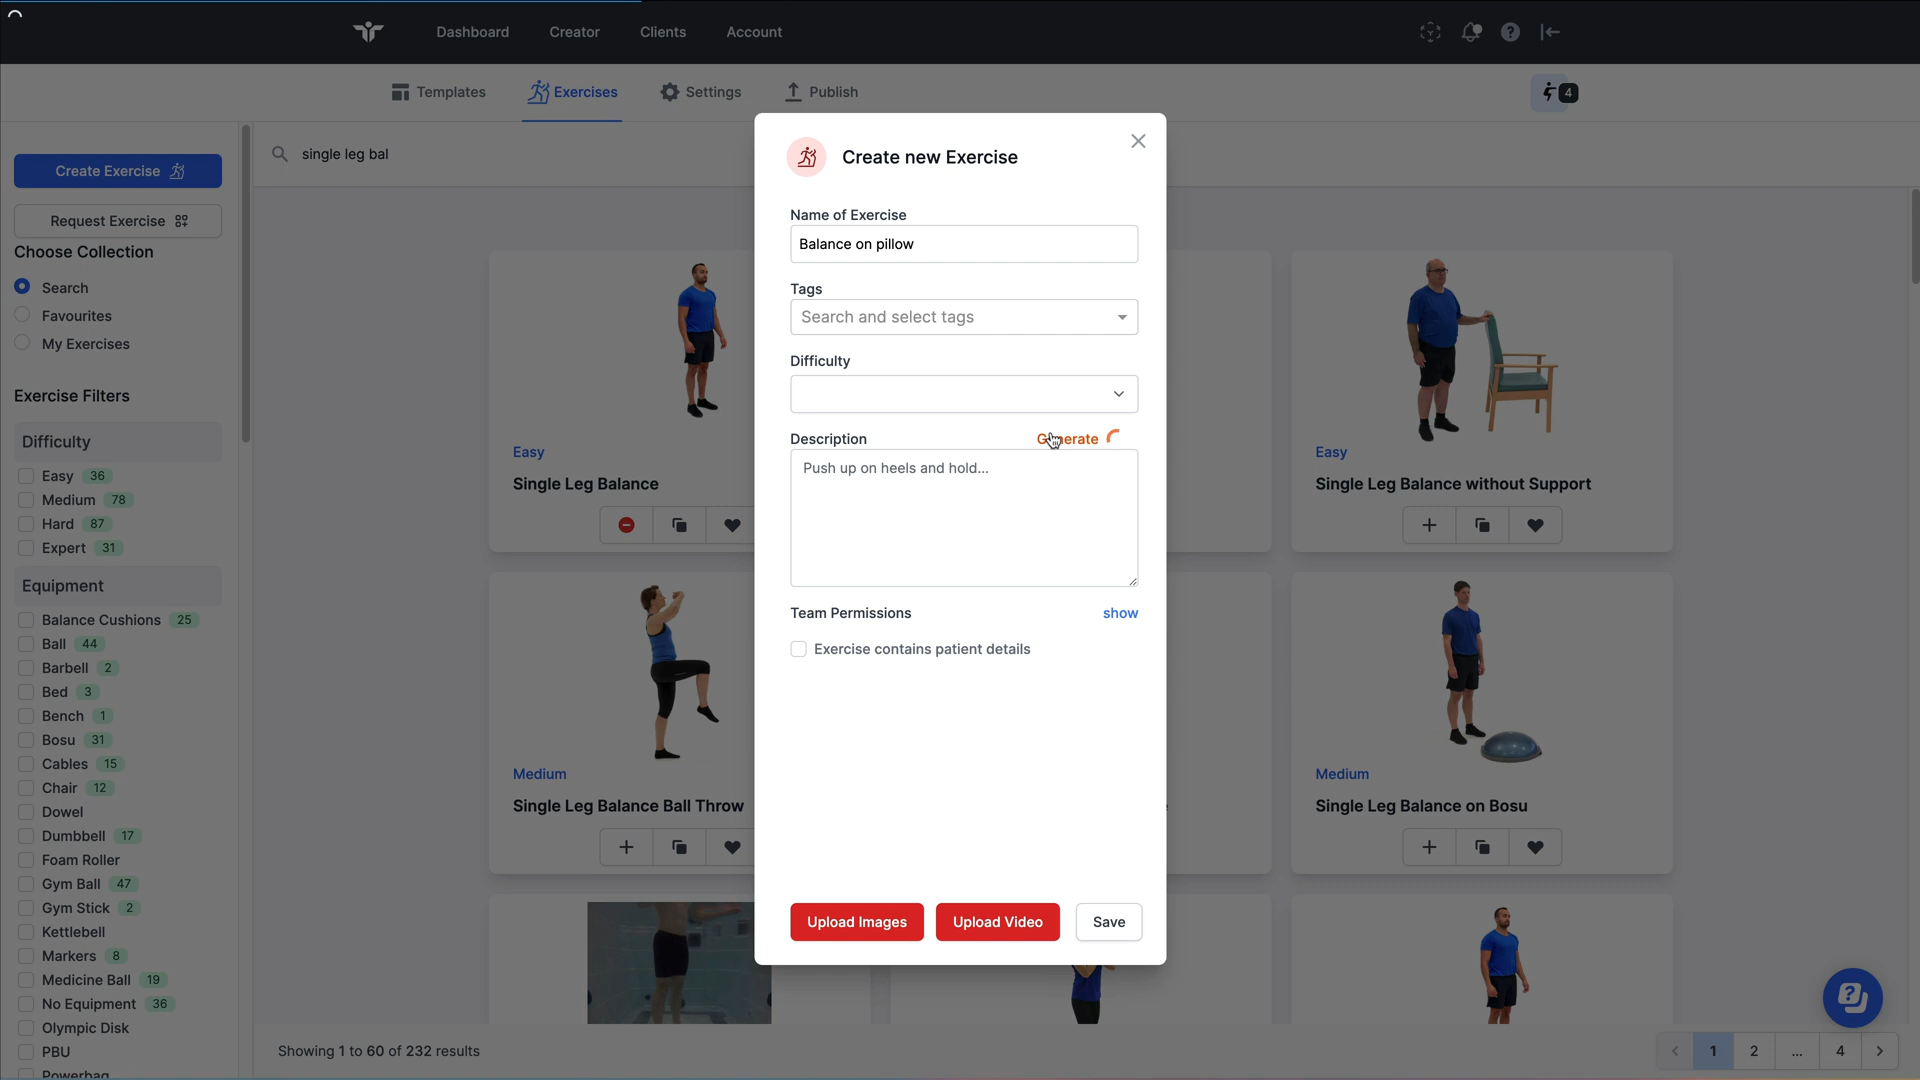 Dashboard
Creator
Clients
Account
Templates
Exercises
Settings
Publish
4
Create Exercise
Request Exercise
Choose Collection
Search
Favourites
My Exercises
Exercise Filters
Difficulty
Easy 36
Medium 78
Hard 87
Expert 31
Equipment
Balance Cushions 25
Ball 44
Barbell 2
Bed 3
Bench 1
Bosu 31
Cables 15
Chair 12
Dowel
Dumbbell 17
Foam Roller
Gym Ball 47
Gym Stick 2
Kettlebell
Markers 8
Medicine Ball 19
No Equipment 36
Olympic Disk
PBU
Powerbag
single leg bal
Easy
Single Leg Balance
Easy
Single Leg Balance without Support
Medium
Single Leg Balance Ball Throw
Medium
Single Leg Balance on Bosu
Create new Exercise
Name of Exercise
Balance on pillow
Tags
Search and select tags
Difficulty
Description
Generate
Push up on heels and hold...
Team Permissions
show
Exercise contains patient details
Upload Images
Upload Video
Save
Showing 1 to 60 of 232 results
1
2
...
4